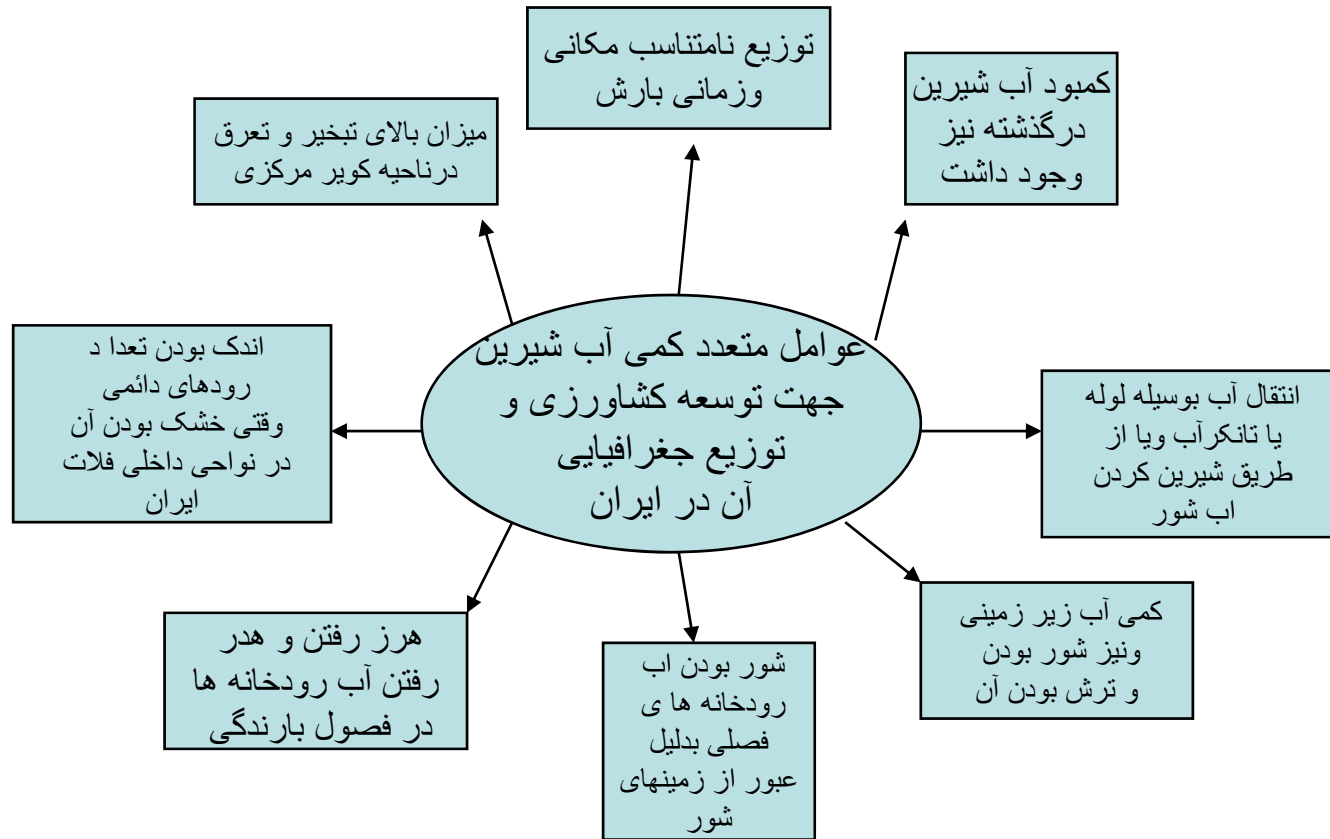 توزیع نامتناسب مکانی
وزمانی بارش
کمبود آب شیرین
درگذشته نیز
وجود داشت
میزان بالای تبخیر و تعرق
درناحیه کویر مرکزی
عوامل متعدد کمی آب شیرین
جهت توسعه کشاورزی و
توزیع جغرافیایی
آن در ایران
اندک بودن تعدا د
رودهای دائمی
وقتی خشک بودن آن
در نواحی داخلی فلات
ایران
انتقال آب بوسیله لوله
یا تانکرآب ویا از
طریق شیرین کردن
اب شور
کمی آب زیر زمینی
ونیز شور بودن
و ترش بودن آن
شور بودن اب
رودخانه ها ی
فصلی بدلیل
عبور از زمینهای
شور
هرز رفتن و هدر
رفتن آب رودخانه ها
در فصول بارندگی